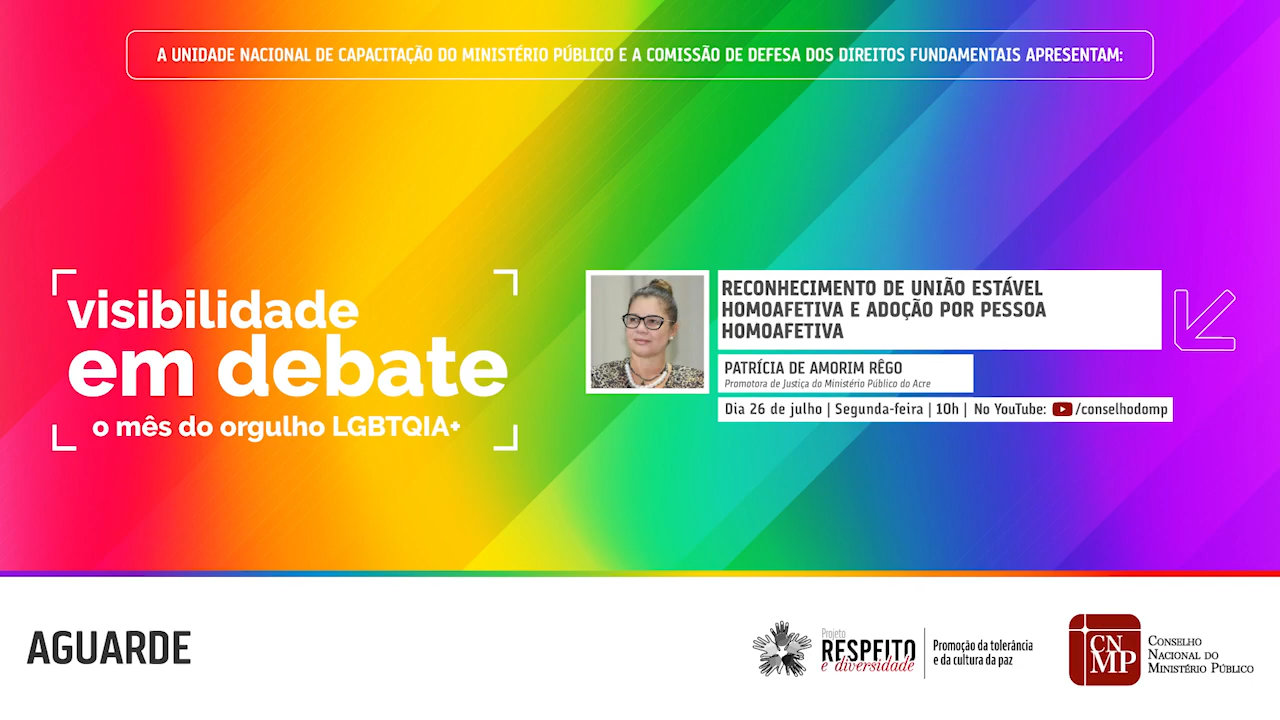 A UNIDADE NACIONAL DE CAPACITAÇÃO DO MINISTÉRIO PÚBLICO E A COMISSÃO DE DEFESA DOS DIREITOS FUNDAMENTAIS APRESENTAM:
visibilidade
em debate
o mês do orgulho LGBTQIA+
RECONHECIMENTO DE UNIÃO ESTÁVEL
HOMOAFETIVA E ADOÇÃO POR PESSOA
HOMOAFETIVA
PATRÍCIA DE AMORIM RÊGO
Promotora de Justiça do Ministério Público do Acre
Dia 26 de julho | Segunda-feira | 10h | No YouTube: /conselhodomp
AGUARDE
Projeto
RESPEITO
e diversidade
Promoção da tolerância
e da cultura da paz
CN
MP
CONSELHO
NACIONAL DO
MINISTÉRIO PÚBLICO